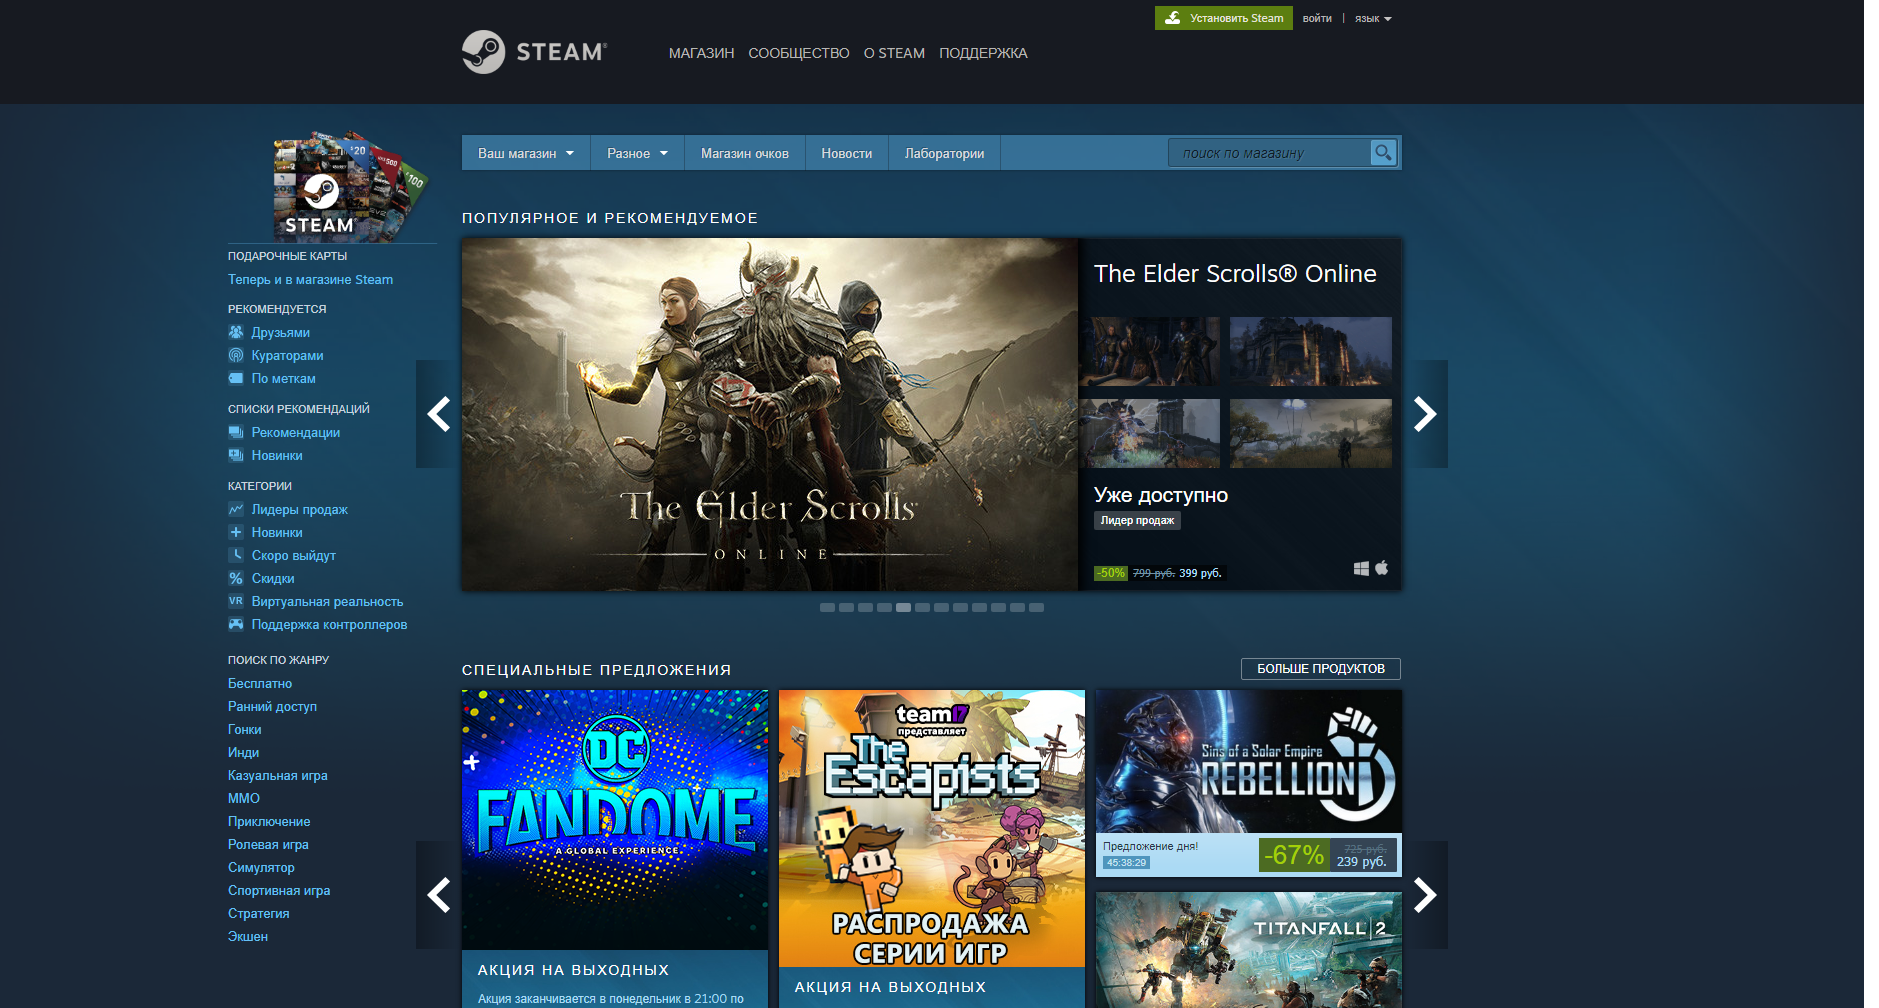 Установить Steam войти | язык
STEAM®
МАГАЗИН СООБЩЕСТВО О STEAM ПОДДЕРЖКА
Ваш магазин Разное Магазин очков Новости Лаборатории поиск по магазину
$20
$100
STEAM
ПОДАРОЧНЫЕ КАРТЫ
Теперь и в магазине Steam
РЕКОМЕНДУЕТСЯ
Друзьями
Кураторами
По меткам
СПИСКИ РЕКОМЕНДАЦИЙ
Рекомендации
Новинки
КАТЕГОРИИ
Лидеры продаж
Новинки
Скоро выйдут
Скидки
VR Виртуальная реальность
Поддержка контроллеров
ПОИСК ПО ЖАНРУ
Бесплатно
Ранний доступ
Гонки
Инди
Казуальная игра
ММО
Приключение
Ролевая игра
Симулятор
Спортивная игра
Стратегия
Экшен
ПОПУЛЯРНОЕ И РЕКОМЕНДУЕМОЕ
The Elder Scrolls
ONLINE
The Elder Scrolls® Online
Уже доступно
Лидер продаж
-50% 799 руб. 399 руб.
СПЕЦИАЛЬНЫЕ ПРЕДЛОЖЕНИЯ
БОЛЬШЕ ПРОДУКТОВ
DC
FANDOME
A GLOBAL EXPERIENCE.
АКЦИЯ НА ВЫХОДНЫХ
Акция заканчивается в понедельник в 21:00 по
team17
представляет
The
Escapists
РАСПРОДАЖА
СЕРИИ ИГР
АКЦИЯ НА ВЫХОДНЫХ
Sins of a Solar Empire
REBELLION
Предложение дня!
45:38:29
-67%
725 руб.
239 руб.
TITANFALL 2